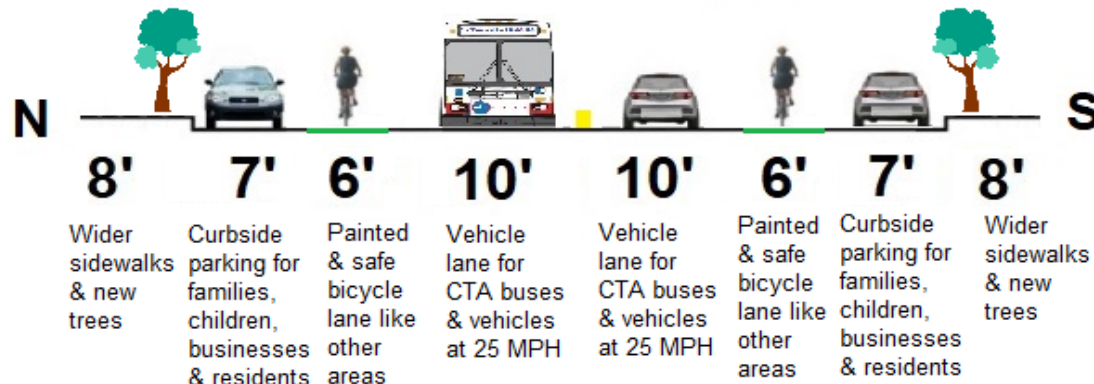 N
S
8'
7'
6'
10'
10'
6'
7'
8'
Wider
sidewalks
& new
trees
Curbside
parking for
families,
children,
businesses
& residents
Painted
& safe
bicycle
lane like
other
areas
Vehicle
lane for
CTA buses
& vehicles
at 25 MPH
Vehicle
lane for
CTA buses
& vehicles
at 25 MPH
Painted
& safe
bicycle
lane like
other
areas
Curbside
parking for
families,
children,
businesses
& residents
Wider
sidewalks
& new
trees